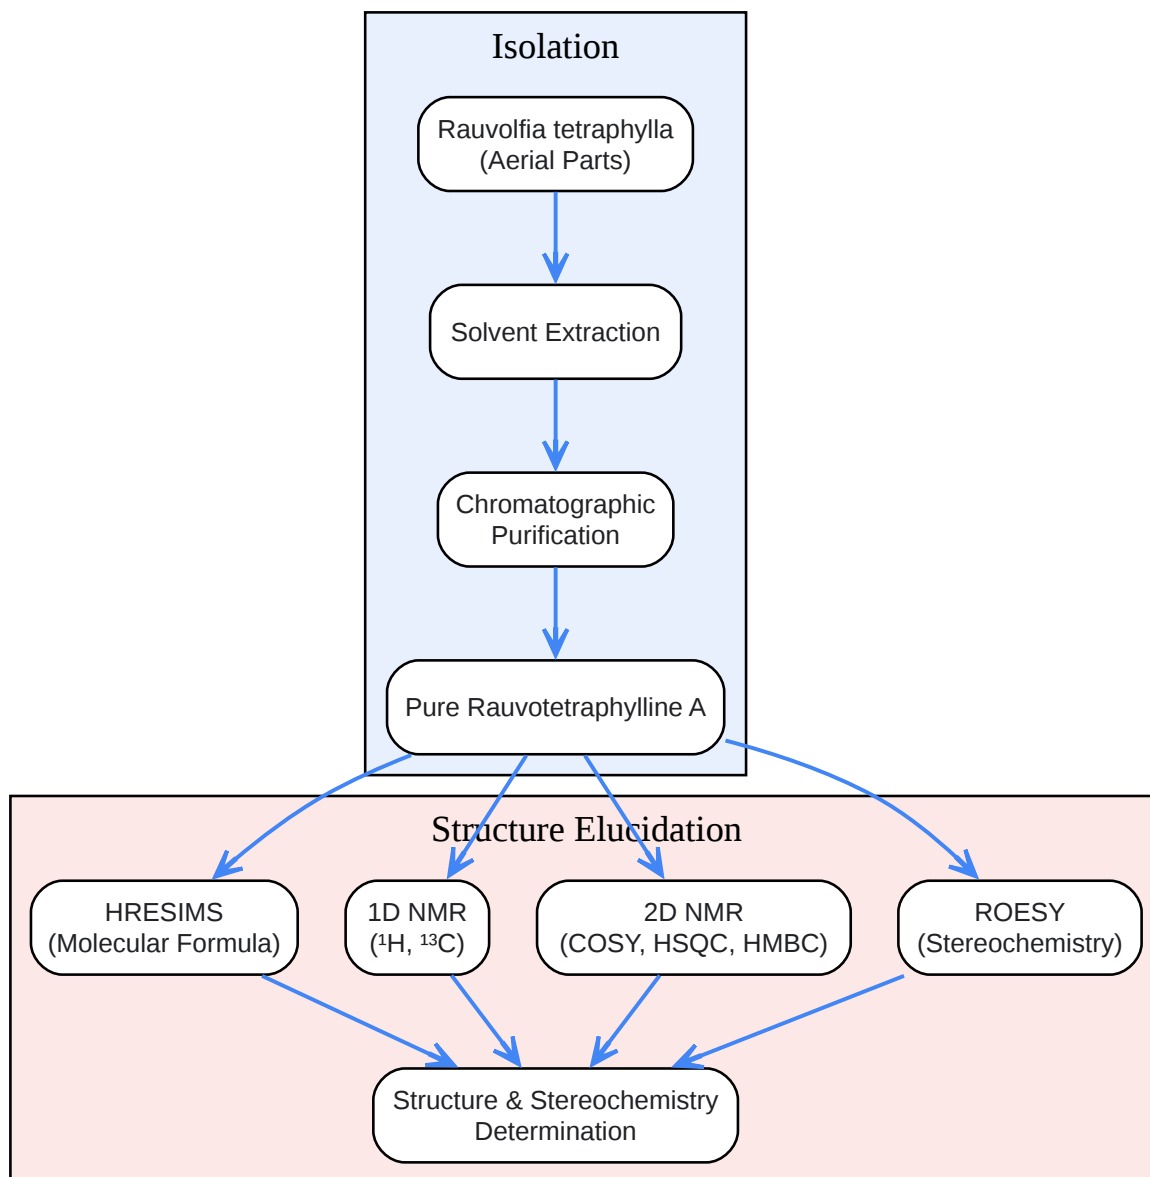 Isolation
Rauvolfia tetraphylla
(Aerial Parts)
Solvent Extraction
Chromatographic
Purification
Pure Rauvotetraphylline A
Structure Elucidation
HRESIMS
(Molecular Formula)
1D NMR
(¹H, ¹³C)
2D NMR
(COSY, HSQC, HMBC)
ROESY
(Stereochemistry)
Structure & Stereochemistry
Determination